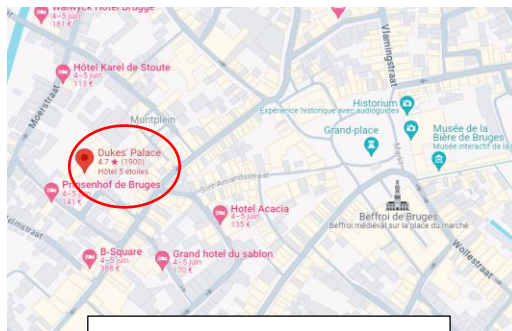 Warwyck Hotel Brugge
4-5 juin
181 €
Hôtel Karel de Stoute
4-5 juin
113 €
Moerstraat
Muntplein
Vlamingstraat
Historium
Expérience historique avec audioguides
Grand-place
Musée de la
Bière de Bruges
Musée interactif de la
Markt
Dukes' Palace
4.7 ★ (1900)
Hôtel 5 étoiles
Prinsenhof de Bruges
4-5 juin
141 €
Sint-Amandsstraat
Hotel Acacia
4-5 juin
135 €
Beffroi de Bruges
Beffroi médiéval sur la place du marché
B-Square
4-5 juin
388 €
Grand hotel du sablon
4-5 juin
170 €
Wollestraat